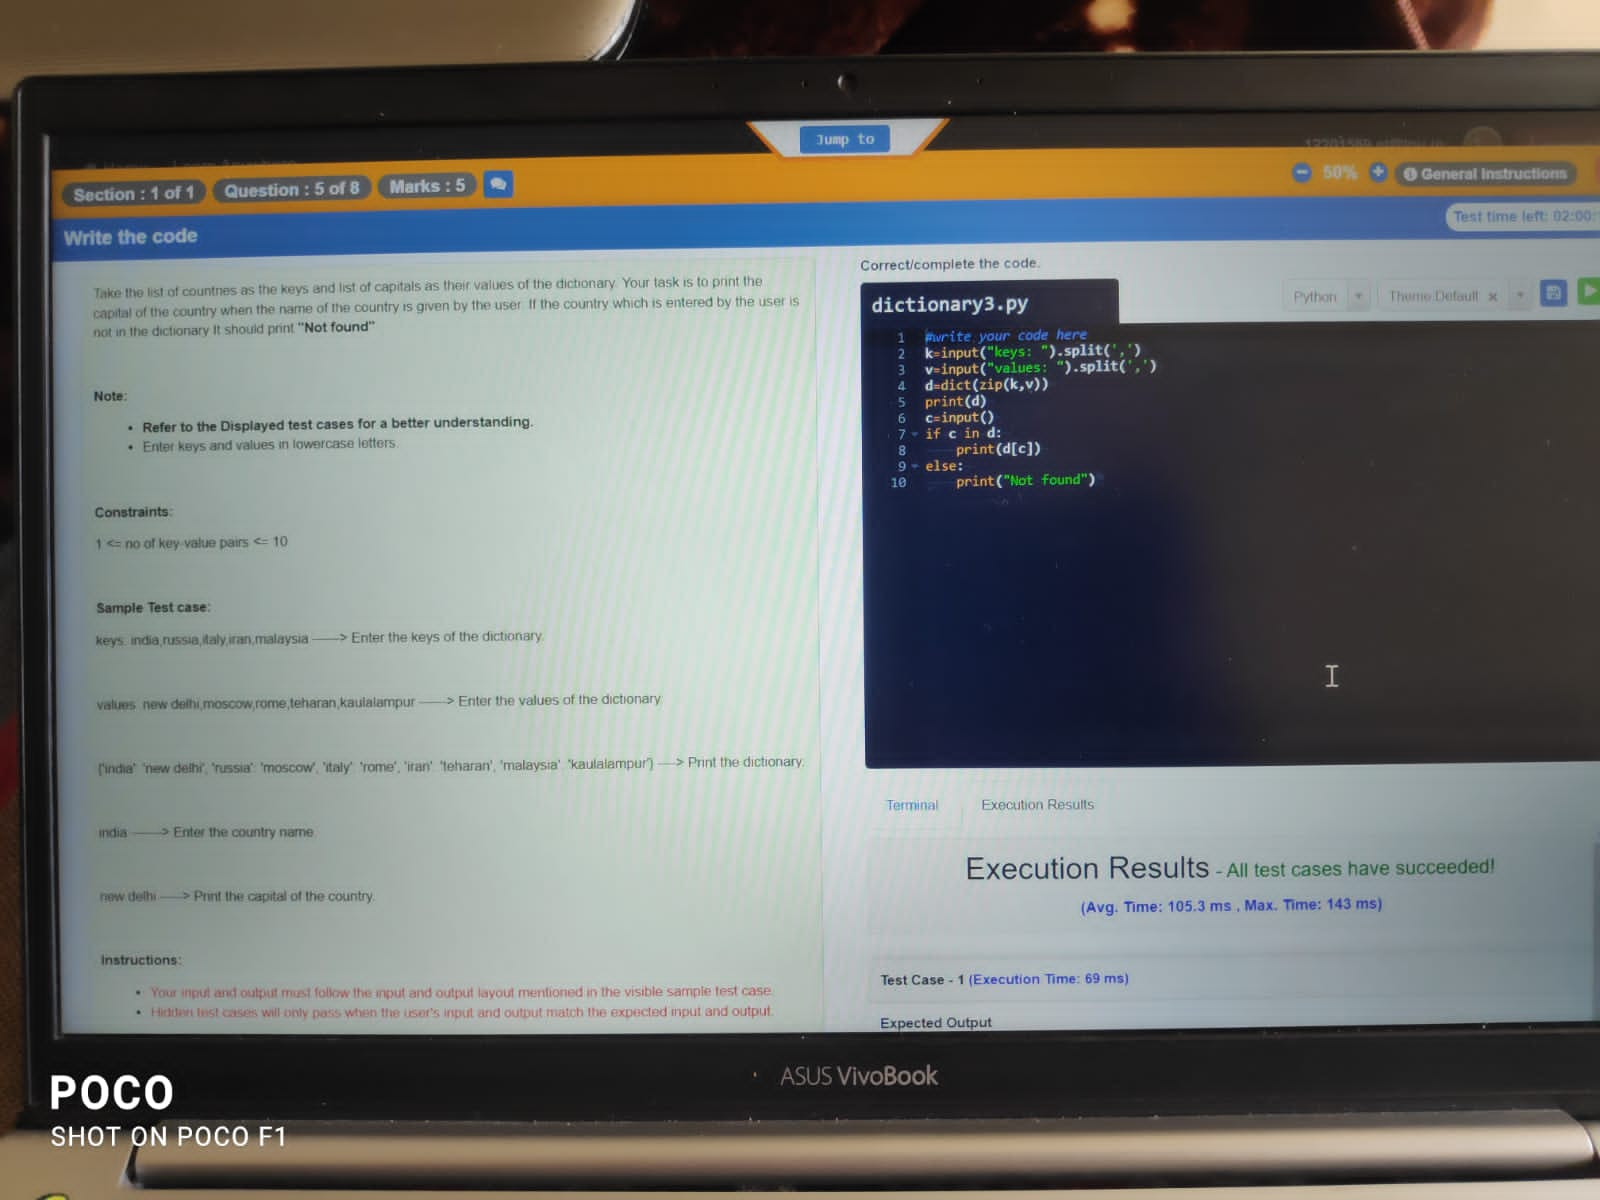 Jump to
Section : 1 of 1
Question : 5 of 8
Marks : 5
50%
General Instructions
Write the code
Test time left: 02:00:
Take the list of countries as the keys and list of capitals as their values of the dictionary. Your task is to print the
capital of the country when the name of the country is given by the user. If the country which is entered by the user is
not in the dictionary It should print "Not found"
Note:
• Refer to the Displayed test cases for a better understanding.
• Enter keys and values in lowercase letters.
Constraints:
1 <= no of key-value pairs <= 10
Sample Test case:
keys: india,russia,italy,iran,malaysia ------> Enter the keys of the dictionary.
values: new delhi,moscow,rome,teharan,kaulalampur ------> Enter the values of the dictionary
{'india': 'new delhi', 'russia': 'moscow', 'italy': 'rome', 'iran': 'teharan', 'malaysia': 'kaulalampur'} ----> Print the dictionary.
india ------> Enter the country name.
new delhi -----> Print the capital of the country.
Instructions:
• Your input and output must follow the input and output layout mentioned in the visible sample test case.
• Hidden test cases will only pass when the user's input and output match the expected input and output.
Correct/complete the code.
Python
Theme:Default ×
dictionary3.py
1 #write your code here
2 k=input("keys: ").split(',')
3 v=input("values: ").split(',')
4 d=dict(zip(k,v))
5 print(d)
6 c=input()
7 if c in d:
8 print(d[c])
9 else:
10 print("Not found")
Terminal
Execution Results
Execution Results - All test cases have succeeded!
(Avg. Time: 105.3 ms , Max. Time: 143 ms)
Test Case - 1 (Execution Time: 69 ms)
Expected Output
ASUS VivoBook
POCO
SHOT ON POCO F1